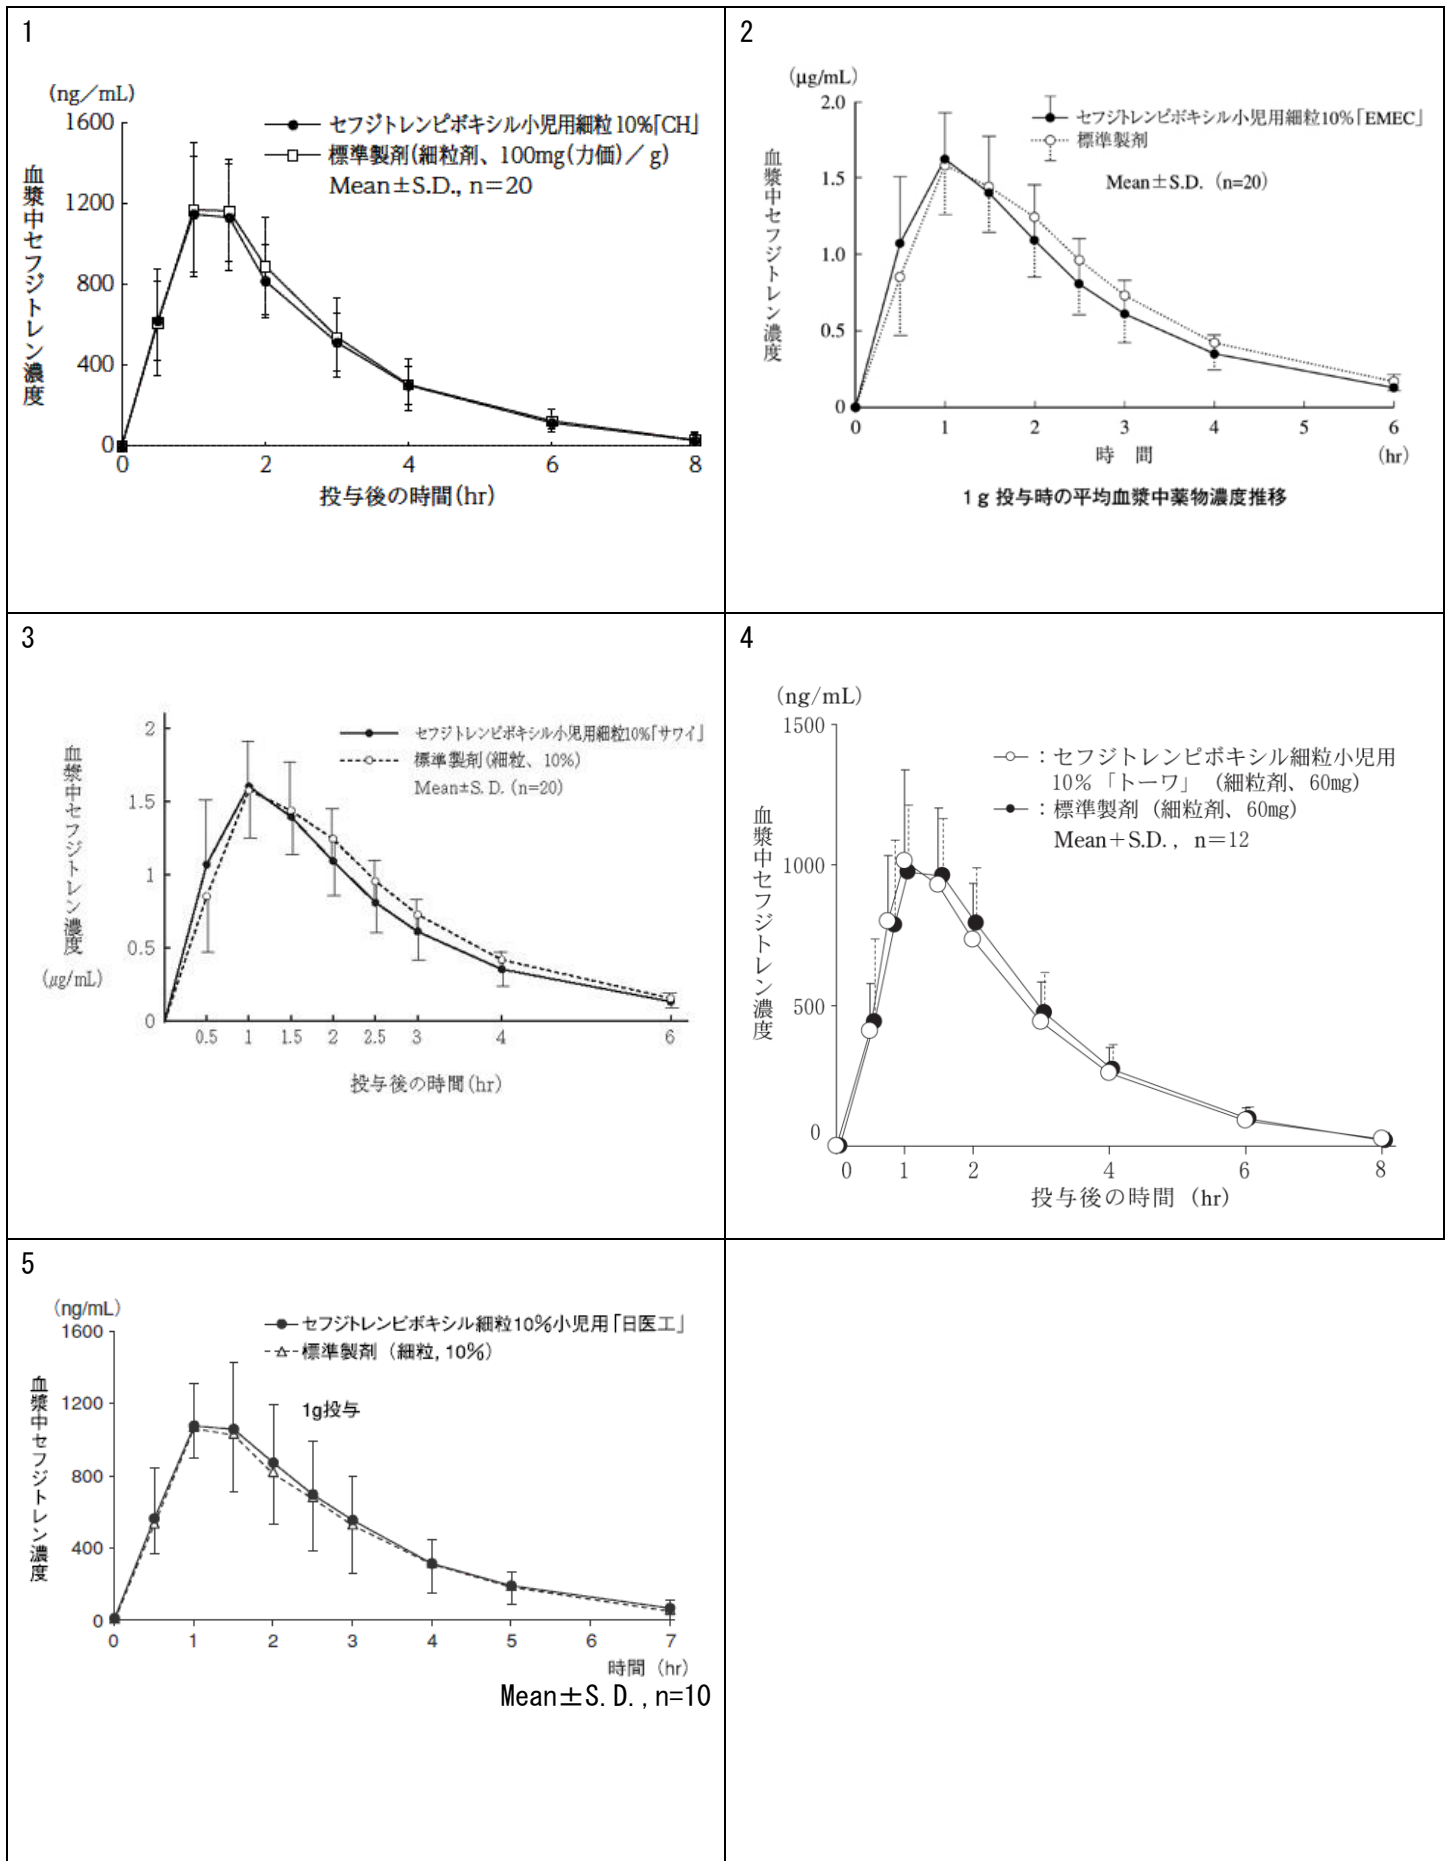 1
(ng／mL)
1600
1200
800
400
0
血漿中セフジトレン濃度
セフジトレンピボキシル小児用細粒10%｢CH｣
標準製剤(細粒剤、100mg(力価)／g)
Mean±S.D., n=20
0 2 4 6 8
投与後の時間(hr)
2
(μg/mL)
2.0
1.5
1.0
0.5
0
血漿中セフジトレン濃度
セフジトレンピボキシル小児用細粒10%「EMEC」
標準製剤
Mean±S.D. (n=20)
0 1 2 3 4 5 6
時 間 (hr)
1 g 投与時の平均血漿中薬物濃度推移
3
2
1.5
1
0.5
0
血漿中セフジトレン濃度
(μg/mL)
セフジトレンピボキシル小児用細粒10%｢サワイ｣
標準製剤(細粒、10%)
Mean±S.D.(n=20)
0.5 1 1.5 2 2.5 3 4 6
投与後の時間(hr)
4
(ng/mL)
1500
1000
500
0
血漿中セフジトレン濃度
：セフジトレンピボキシル細粒小児用
10%「トーワ」（細粒剤、60mg）
：標準製剤（細粒剤、60mg）
Mean＋S.D., n＝12
0 1 2 4 6 8
投与後の時間 (hr)
5
(ng/mL)
1600
1200
800
400
0
血漿中セフジトレン濃度
セフジトレンピボキシル細粒10%小児用｢日医工｣
標準製剤（細粒, 10%）
1g投与
0 1 2 3 4 5 6 7
時間 (hr)
Mean±S.D.,n=10